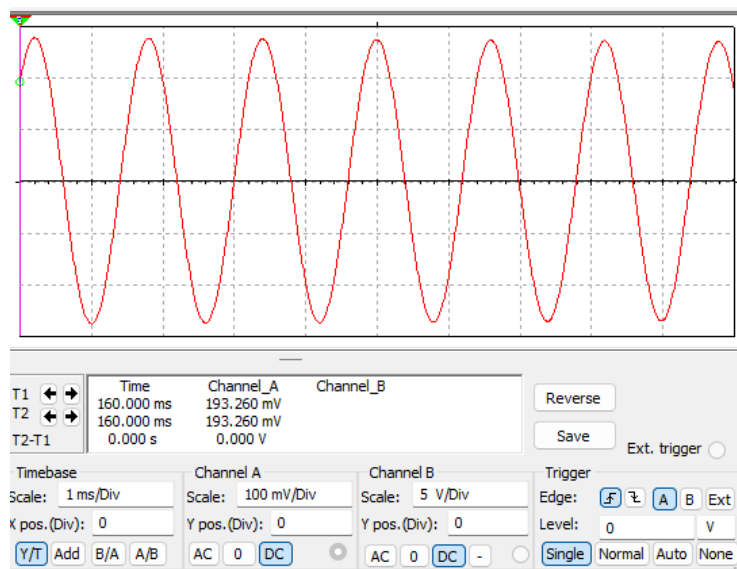 Time Channel_A Channel_B
T1 160.000 ms 193.260 mV
T2 160.000 ms 193.260 mV
T2-T1 0.000 s 0.000 V
Reverse
Save
Ext. trigger
Timebase
Scale: 1 ms/Div
X pos.(Div): 0
Y/T Add B/A A/B
Channel A
Scale: 100 mV/Div
Y pos.(Div): 0
AC 0 DC
Channel B
Scale: 5 V/Div
Y pos.(Div): 0
AC 0 DC -
Trigger
Edge: A B Ext
Level: 0 V
Single Normal Auto None